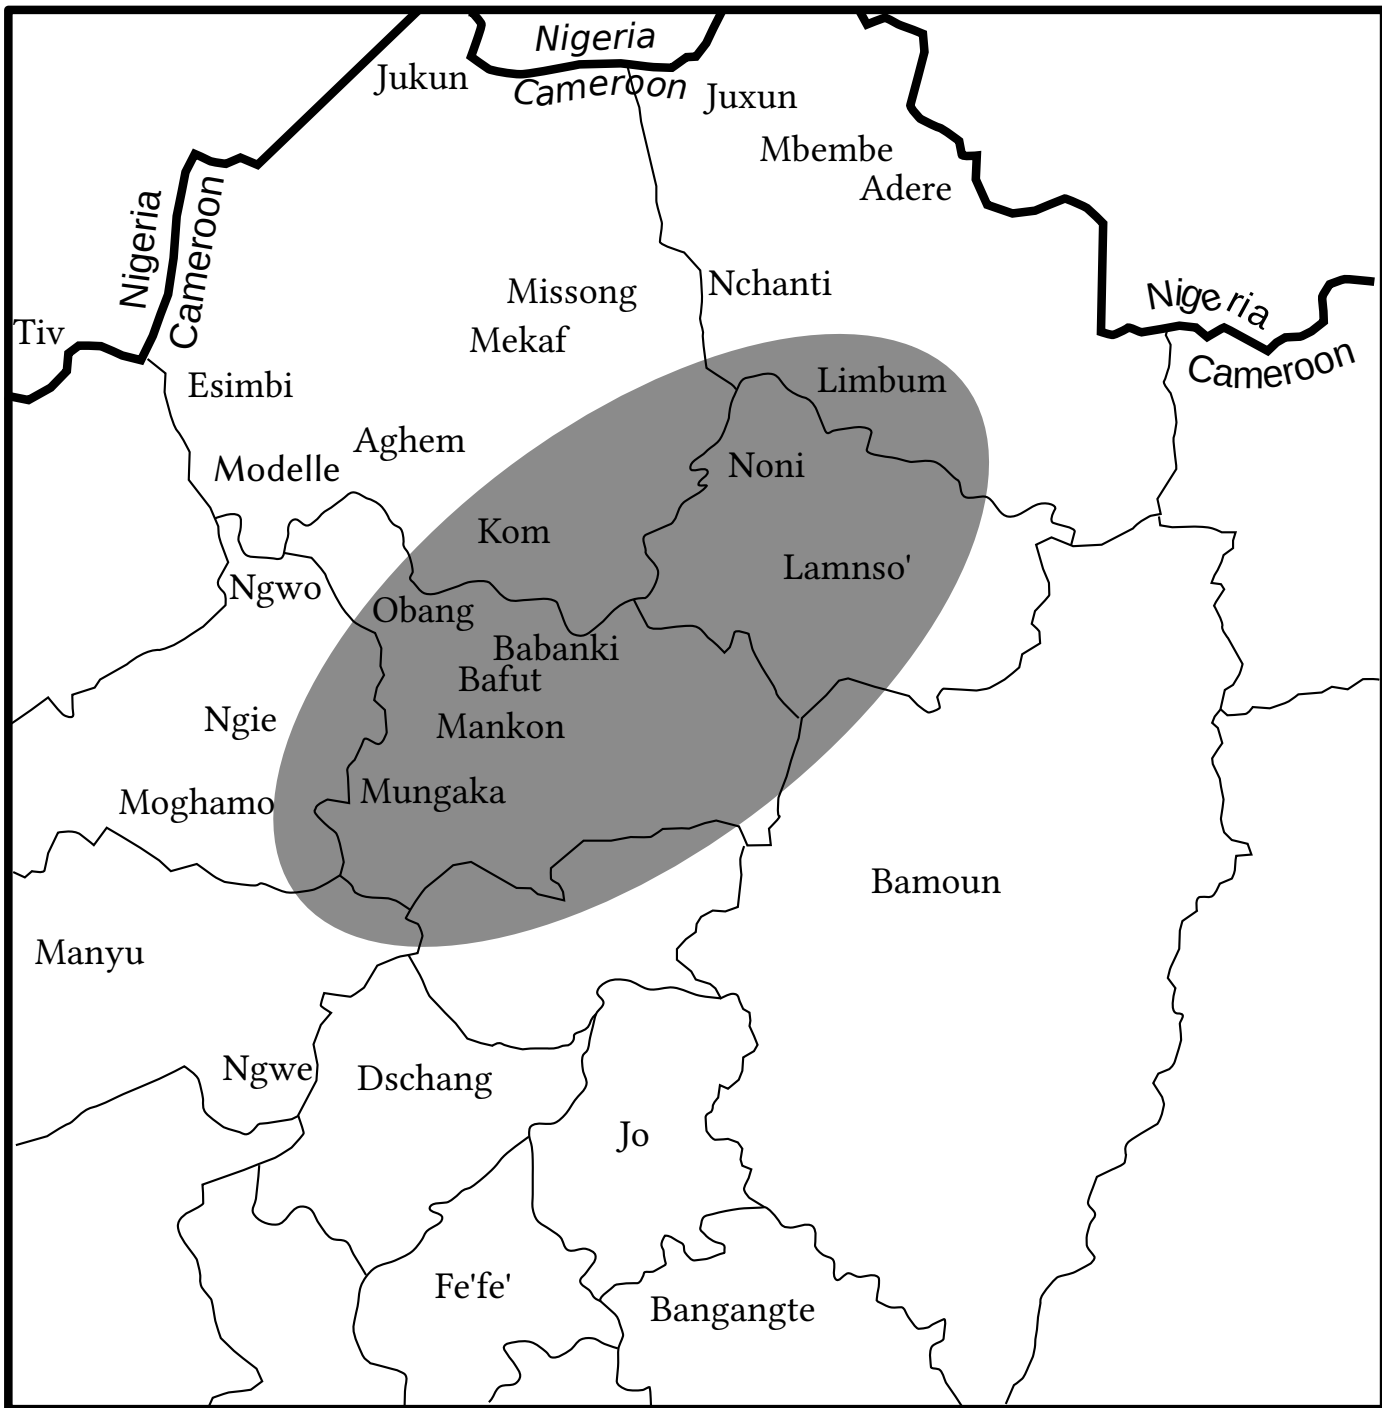 Nigeria
Jukun
Cameroon
Juxun
Mbembe
Adere
Nigeria
Cameroon
Missong
Nchanti
Nigeria
Tiv
Mekaf
Cameroon
Esimbi
Limbum
Aghem
Modelle
Noni
Kom
Lamnso'
Ngwo
Obang
Babanki
Bafut
Ngie
Mankon
Moghamo
Mungaka
Bamoun
Manyu
Ngwe
Dschang
Jo
Fe'fe'
Bangangte